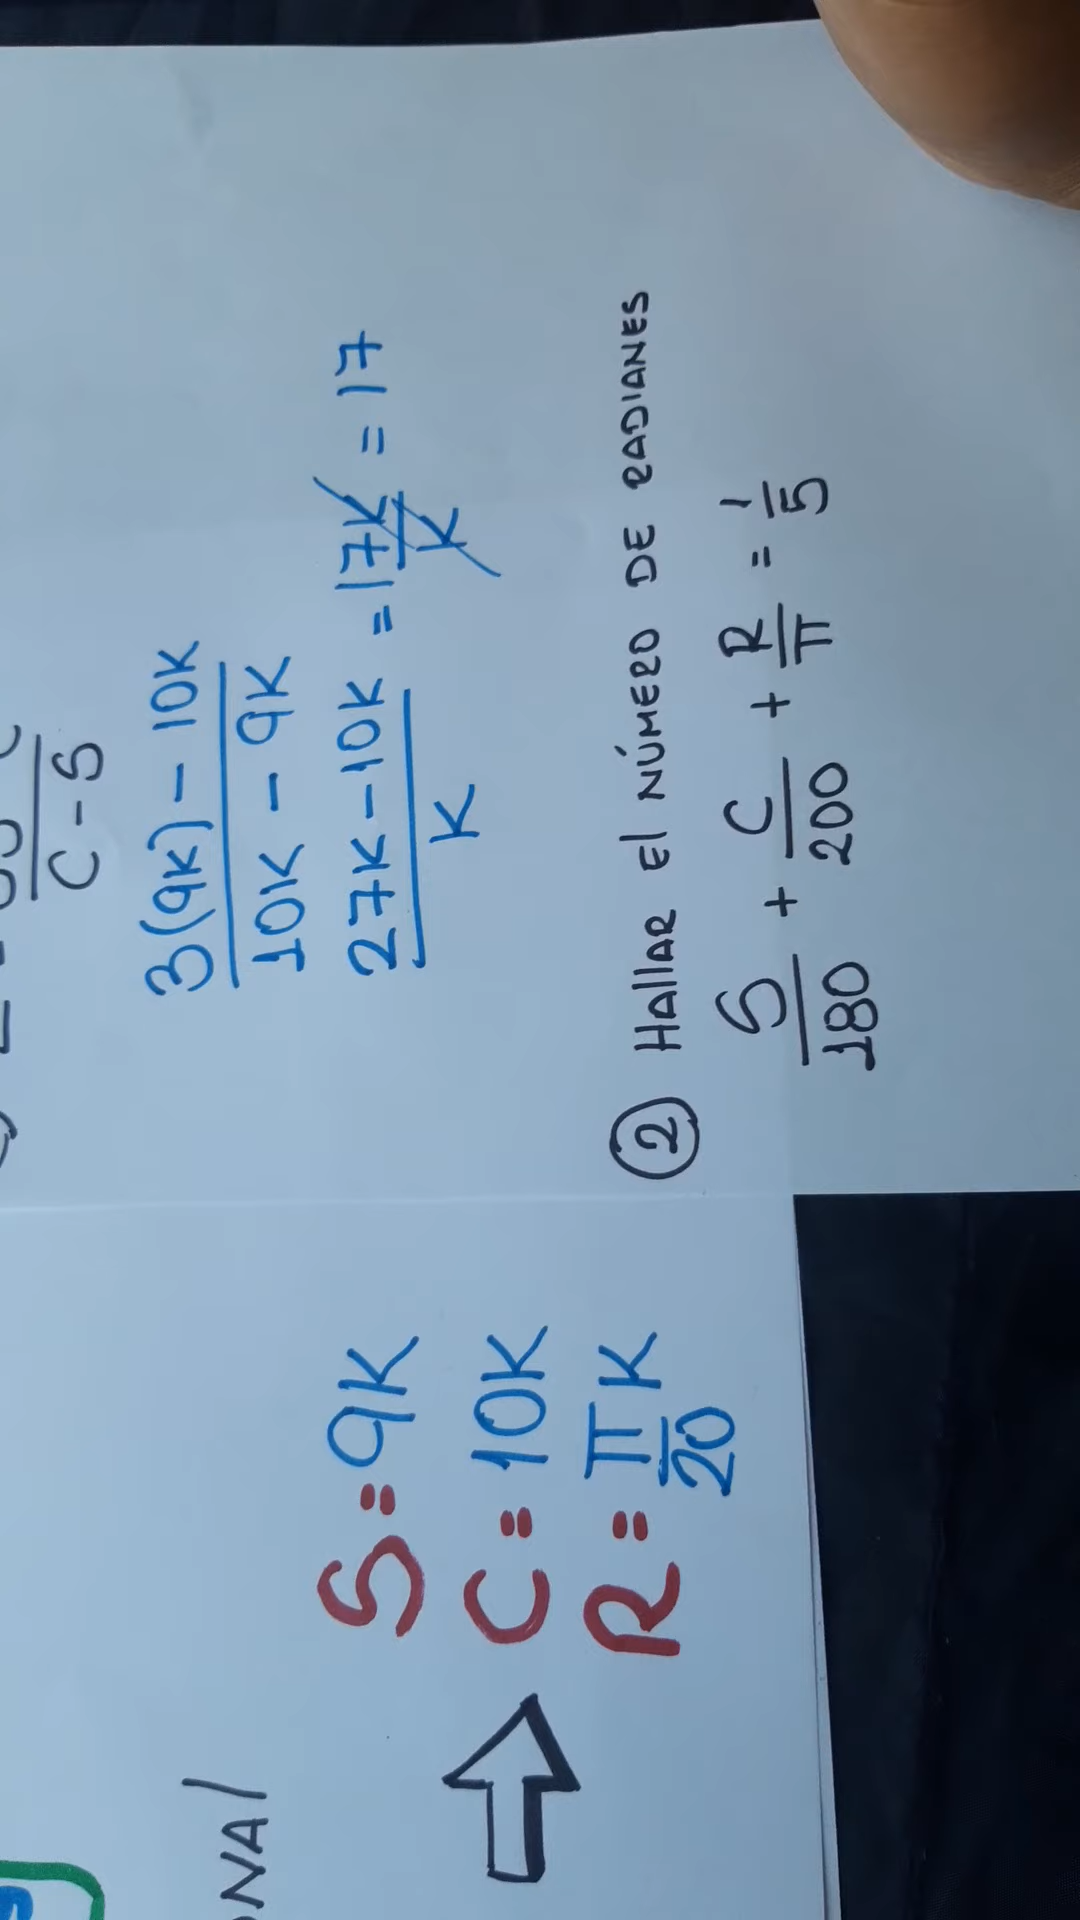 C - S
3(9K) - 10K
10K - 9K
27K - 10K = 17K = 17
K K
② Hallar El NÚMERO DE RADIANES
S + C + R = 1
180 200 π 5
S = 9K
C = 10K
R = πK
20